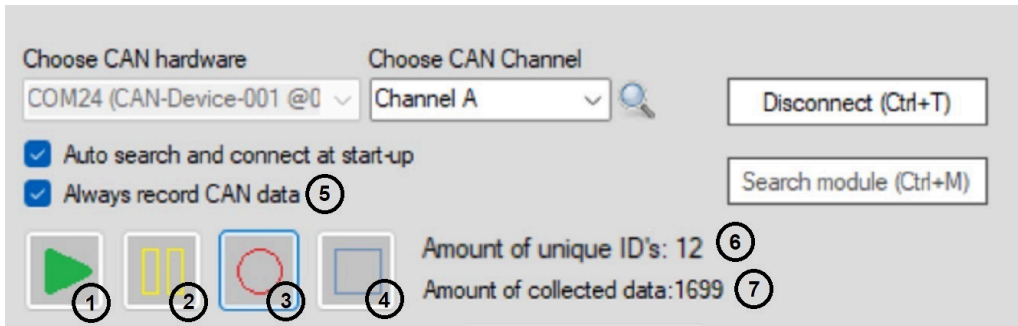 Choose CAN hardware
Choose CAN Channel
COM24 (CAN-Device-001 @0
Channel A
Disconnect (Ctrl+T)
Auto search and connect at start-up
Always record CAN data 5
Search module (Ctrl+M)
Amount of unique ID's: 12 6
Amount of collected data:1699 7
1 2 3 4